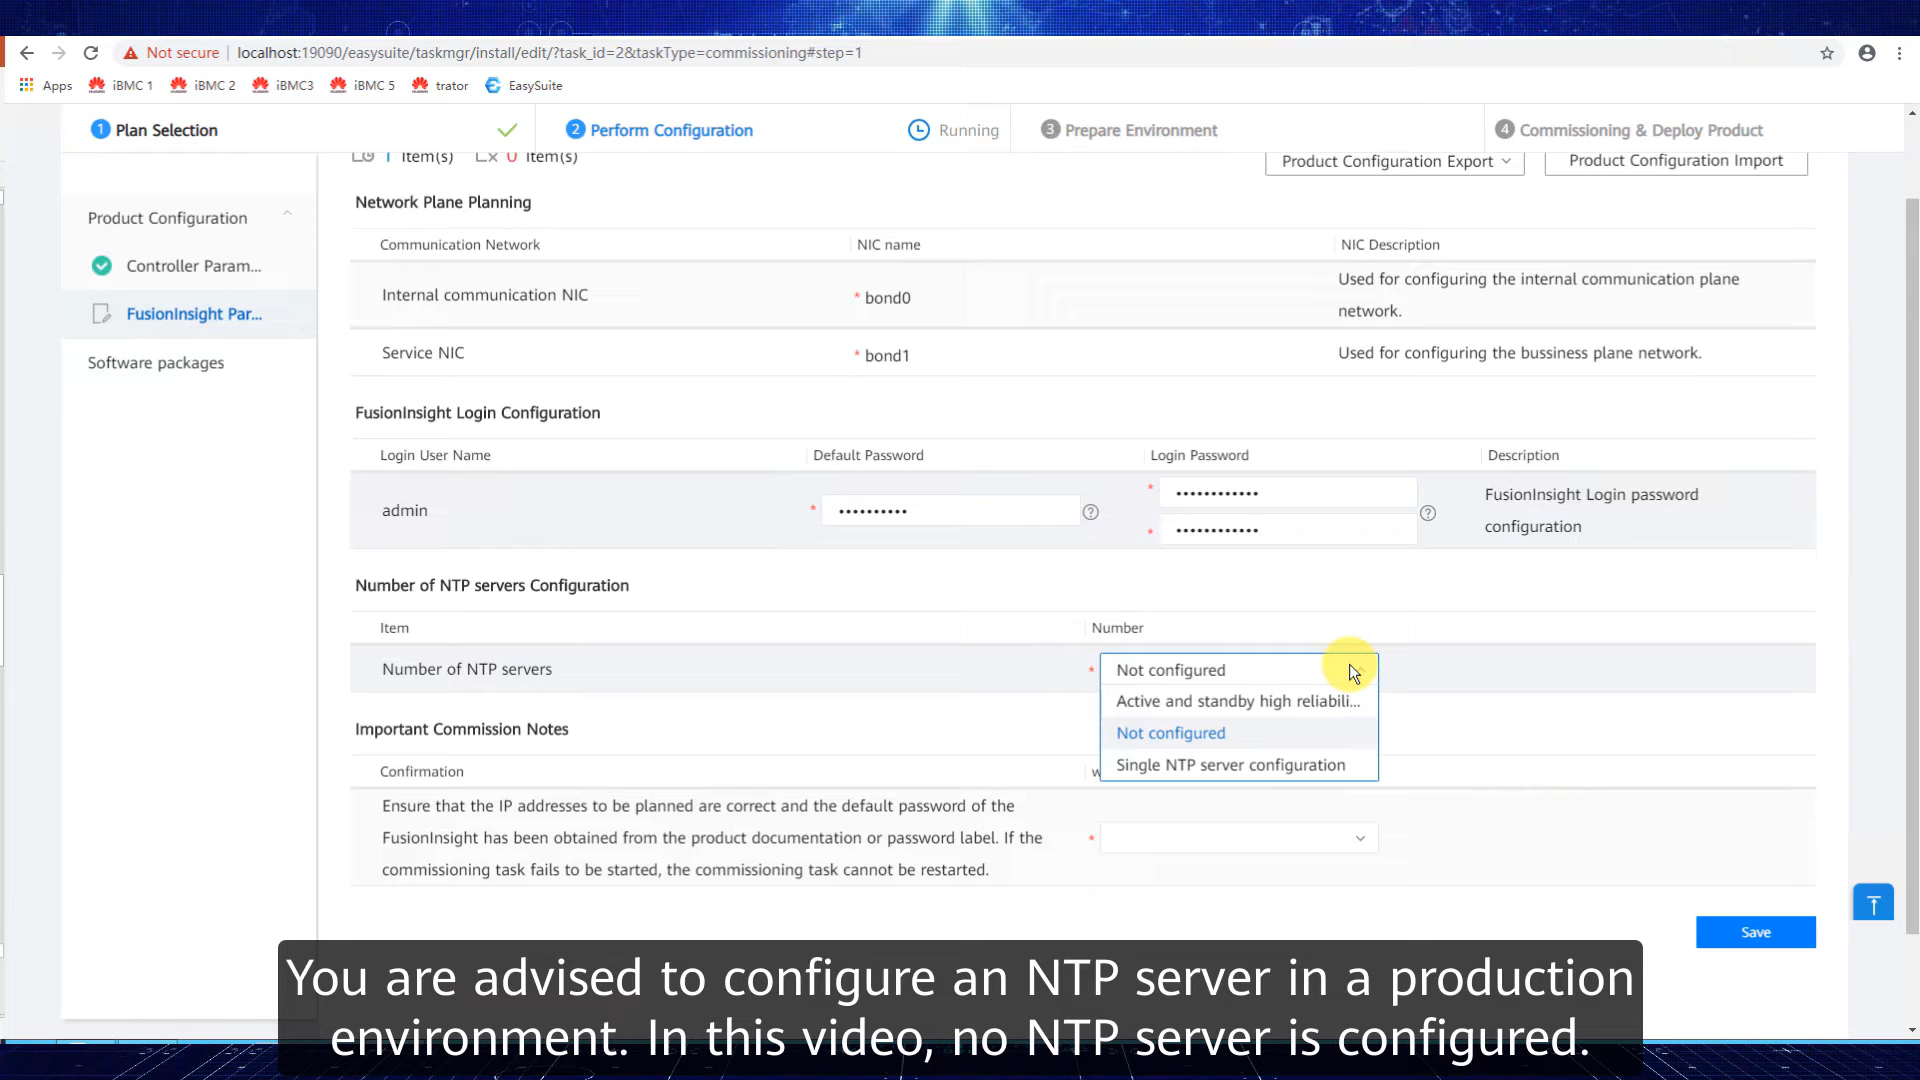 Not secure | localhost:19090/easysuite/taskmgr/install/edit/?task_id=2&taskType=commissioning#step=1
Apps iBMC 1 iBMC 2 iBMC3 iBMC 5 trator EasySuite
1 Plan Selection 2 Perform Configuration Running 3 Prepare Environment 4 Commissioning & Deploy Product
1 Item(s) 0 Item(s) Product Configuration Export Product Configuration Import
Product Configuration
Controller Param...
FusionInsight Par...
Software packages
Network Plane Planning
Communication Network NIC name NIC Description
Internal communication NIC * bond0 Used for configuring the internal communication plane
network.
Service NIC * bond1 Used for configuring the bussiness plane network.
FusionInsight Login Configuration
Login User Name Default Password Login Password Description
admin * •••••••••• * •••••••••••• FusionInsight Login password
* •••••••••••• configuration
Number of NTP servers Configuration
Item Number
Number of NTP servers * Not configured
Active and standby high reliabili...
Not configured
Single NTP server configuration
Important Commission Notes
Confirmation
Ensure that the IP addresses to be planned are correct and the default password of the
FusionInsight has been obtained from the product documentation or password label. If the *
commissioning task fails to be started, the commissioning task cannot be restarted.
Save
You are advised to configure an NTP server in a production
environment. In this video, no NTP server is configured.